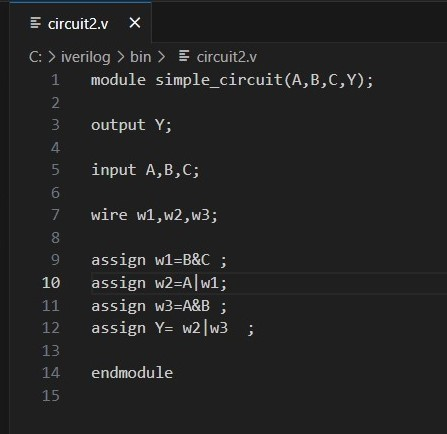 circuit2.v ×
C: > iverilog > bin > circuit2.v
1 module simple_circuit(A,B,C,Y);
2
3 output Y;
4
5 input A,B,C;
6
7 wire w1,w2,w3;
8
9 assign w1=B&C ;
10 assign w2=A|w1;
11 assign w3=A&B ;
12 assign Y= w2|w3  ;
13
14 endmodule
15